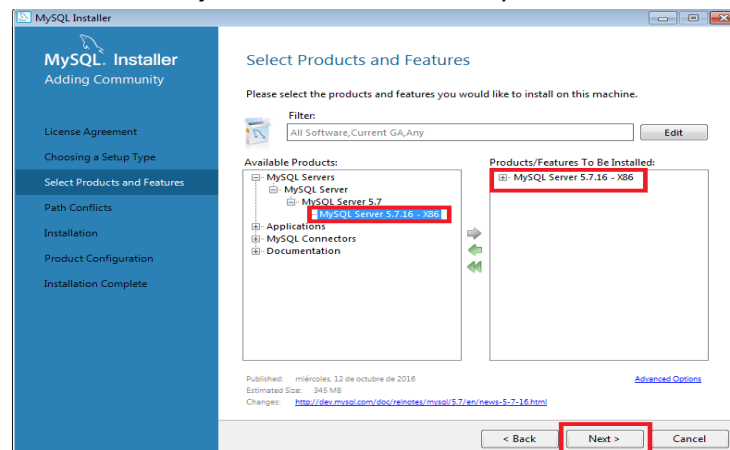 MySQL Installer
MySQL. Installer
Adding Community
License Agreement
Choosing a Setup Type
Select Products and Features
Path Conflicts
Installation
Product Configuration
Installation Complete
Select Products and Features
Please select the products and features you would like to install on this machine.
Filter:
All Software,Current GA,Any
Edit
Available Products:
MySQL Servers
MySQL Server
MySQL Server 5.7
MySQL Server 5.7.16 - X86
Applications
MySQL Connectors
Documentation
Products/Features To Be Installed:
MySQL Server 5.7.16 - X86
Published: miércoles, 12 de octubre de 2016
Estimated Size: 345 MB
Changes: http://dev.mysql.com/doc/relnotes/mysql/5.7/en/news-5-7-16.html
Advanced Options
< Back
Next >
Cancel